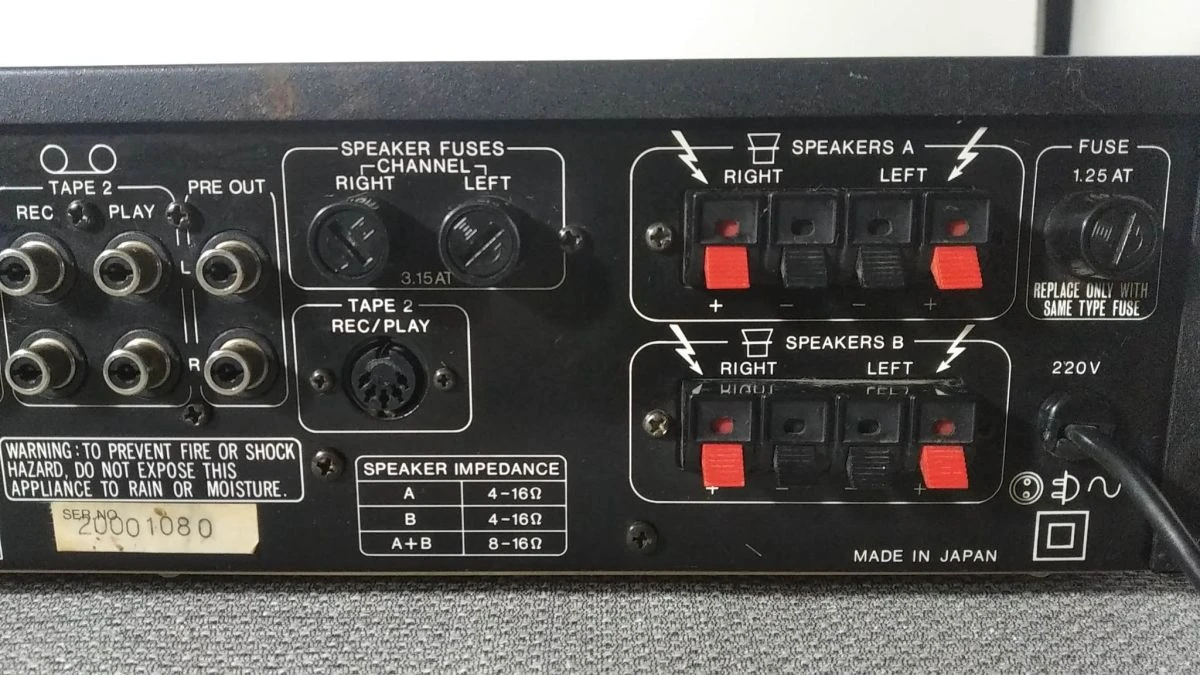 TAPE 2
REC PLAY
PRE OUT
L
R
SPEAKER FUSES
CHANNEL
RIGHT LEFT
3.15AT
TAPE 2
REC/PLAY
SPEAKERS A
RIGHT LEFT
+ − − +
SPEAKERS B
RIGHT LEFT
+ − − +
FUSE
1.25 AT
REPLACE ONLY WITH
SAME TYPE FUSE
220V
WARNING: TO PREVENT FIRE OR SHOCK
HAZARD, DO NOT EXPOSE THIS
APPLIANCE TO RAIN OR MOISTURE.
SER.NO.
20001080
SPEAKER IMPEDANCE
A 4-16Ω
B 4-16Ω
A+B 8-16Ω
MADE IN JAPAN